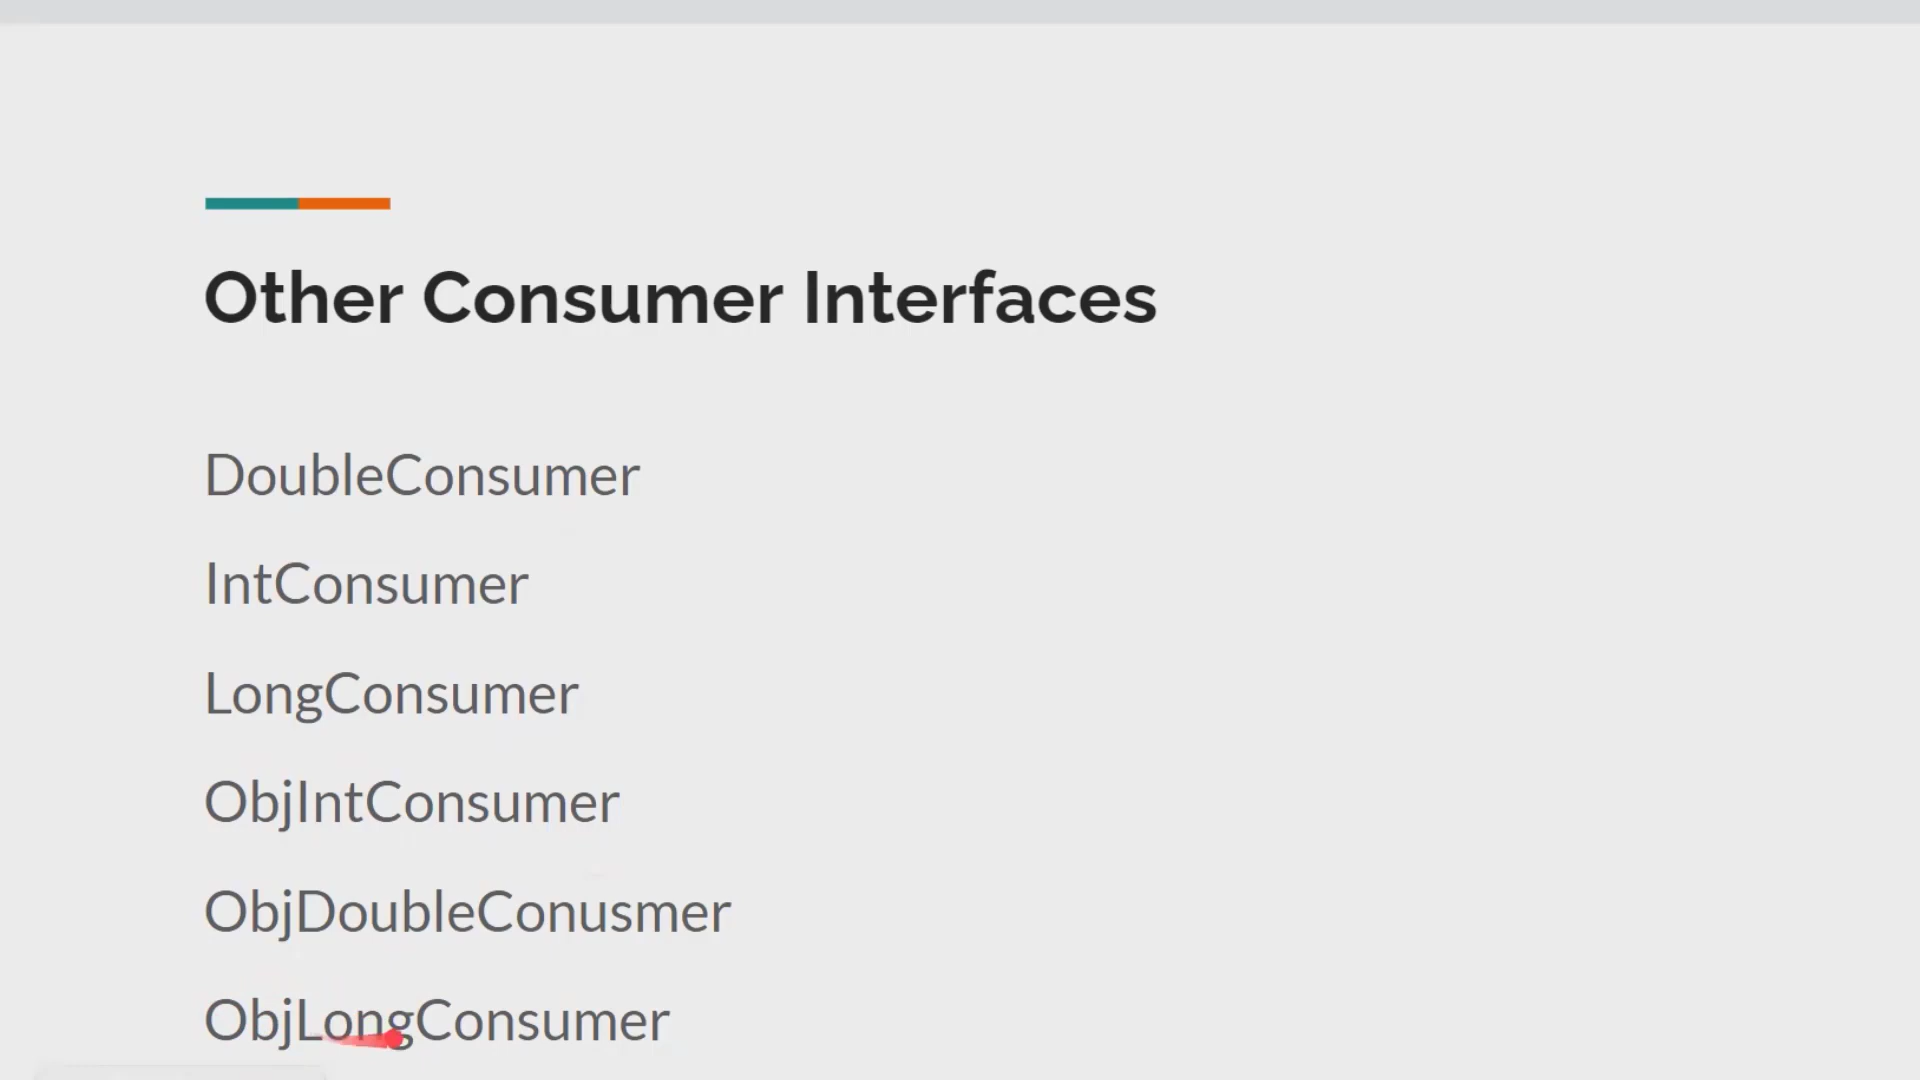 Other Consumer Interfaces
DoubleConsumer
IntConsumer
LongConsumer
ObjIntConsumer
ObjDoubleConusmer
ObjLongConsumer